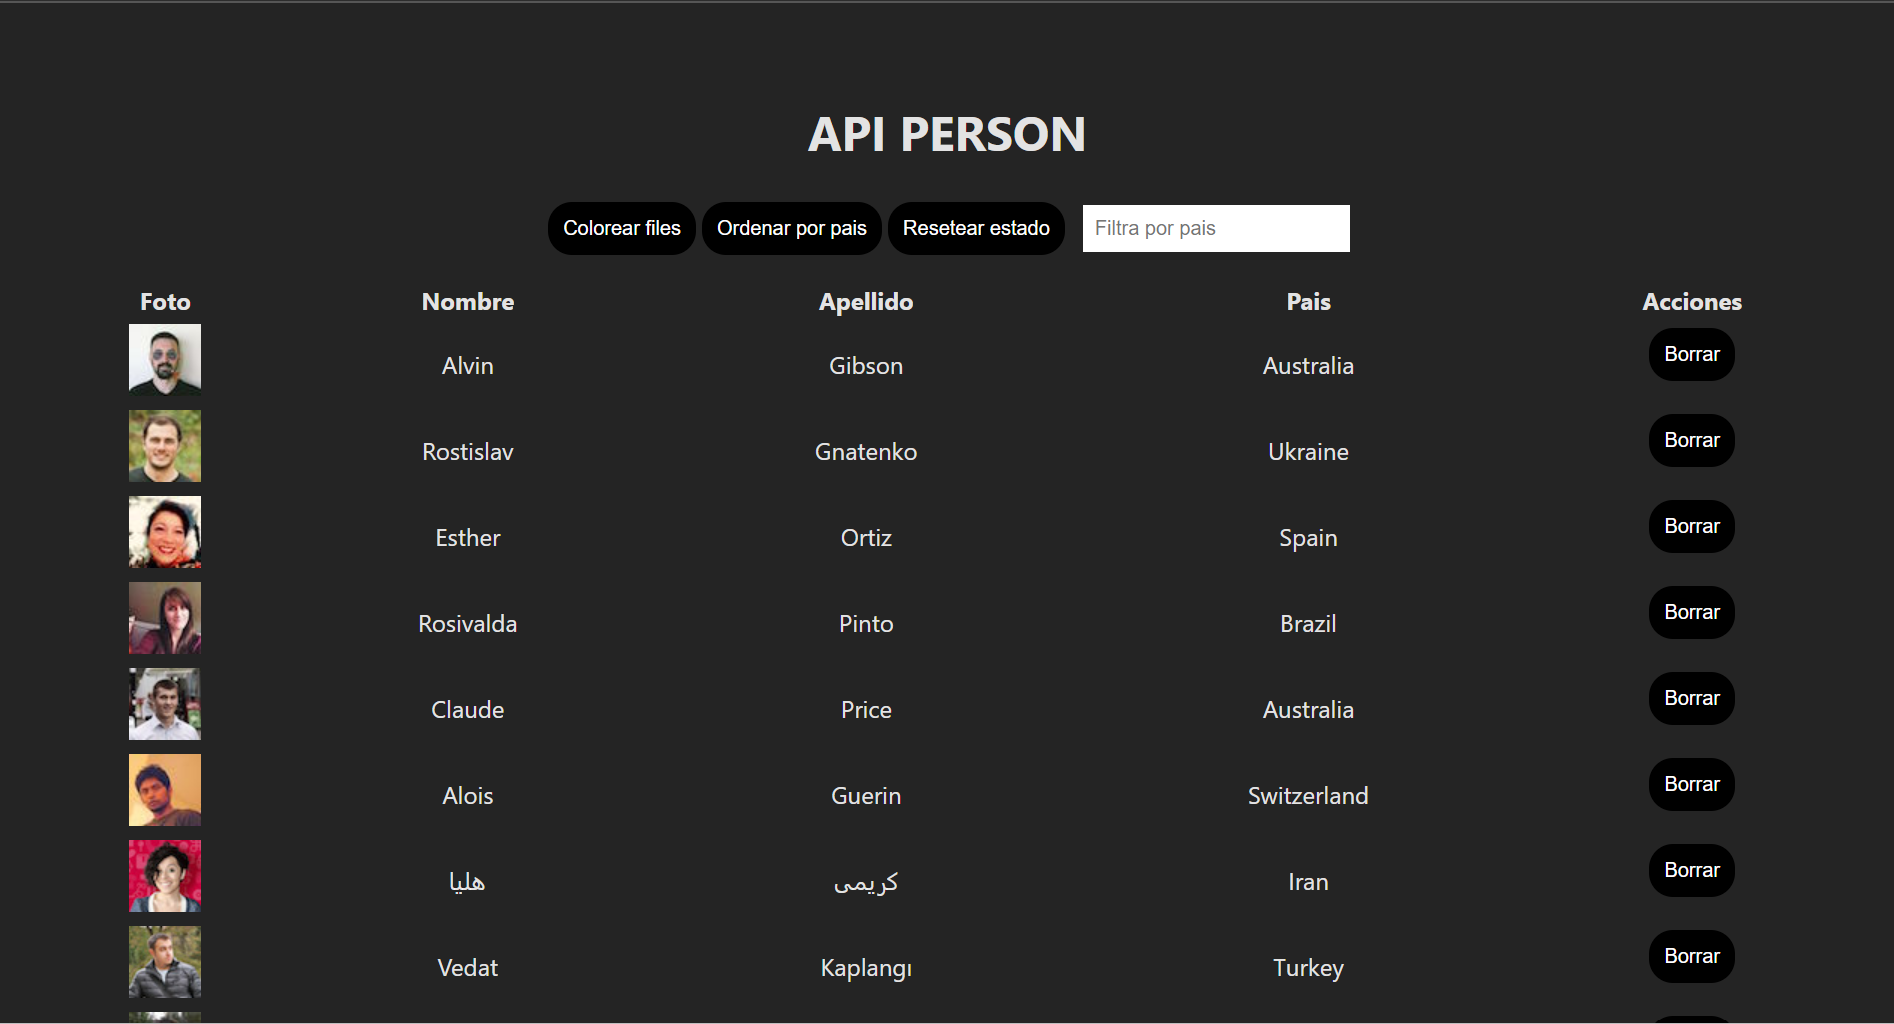 API PERSON
Colorear files Ordenar por pais Resetear estado Filtra por pais
Foto Nombre Apellido Pais Acciones
Alvin Gibson Australia Borrar
Rostislav Gnatenko Ukraine Borrar
Esther Ortiz Spain Borrar
Rosivalda Pinto Brazil Borrar
Claude Price Australia Borrar
Alois Guerin Switzerland Borrar
هلیا کریمی Iran Borrar
Vedat Kaplangı Turkey Borrar